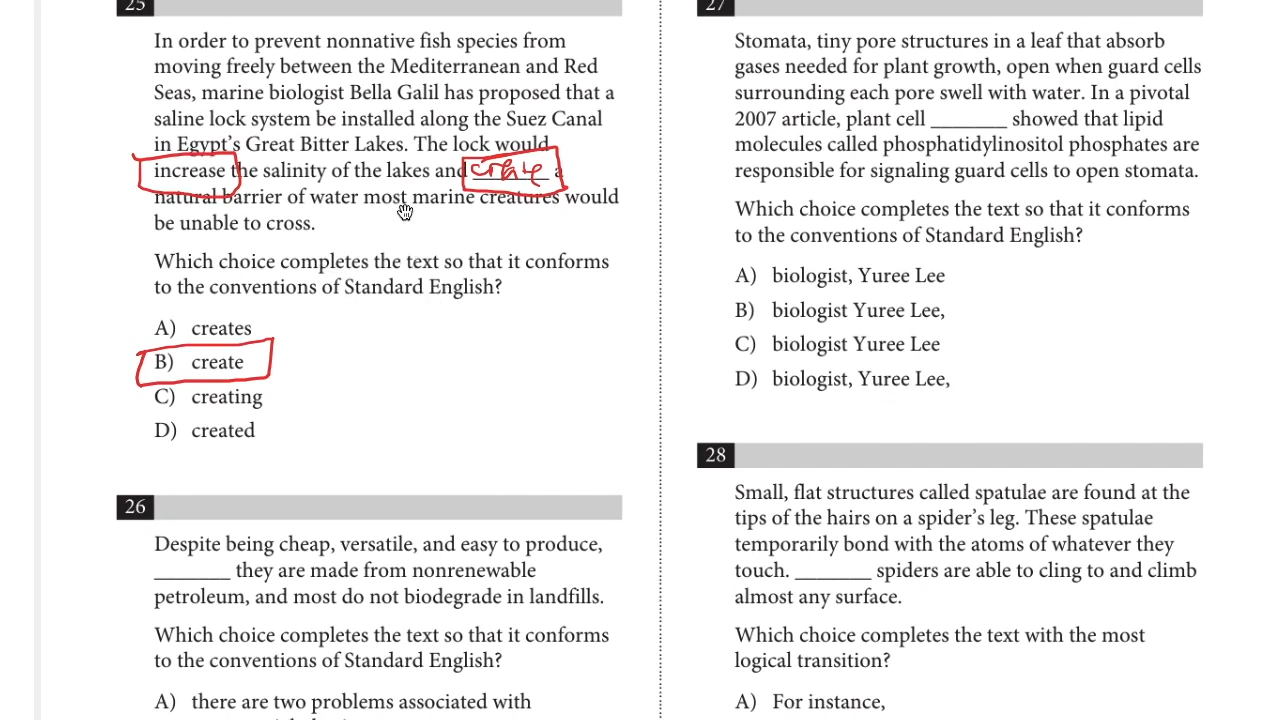 25
In order to prevent nonnative fish species from
moving freely between the Mediterranean and Red
Seas, marine biologist Bella Galil has proposed that a
saline lock system be installed along the Suez Canal
in Egypt's Great Bitter Lakes. The lock would
increase the salinity of the lakes and create a
natural barrier of water most marine creatures would
be unable to cross.
Which choice completes the text so that it conforms
to the conventions of Standard English?
A) creates
B) create
C) creating
D) created
26
Despite being cheap, versatile, and easy to produce,
_______ they are made from nonrenewable
petroleum, and most do not biodegrade in landfills.
Which choice completes the text so that it conforms
to the conventions of Standard English?
A) there are two problems associated with
27
Stomata, tiny pore structures in a leaf that absorb
gases needed for plant growth, open when guard cells
surrounding each pore swell with water. In a pivotal
2007 article, plant cell _______ showed that lipid
molecules called phosphatidylinositol phosphates are
responsible for signaling guard cells to open stomata.
Which choice completes the text so that it conforms
to the conventions of Standard English?
A) biologist, Yuree Lee
B) biologist Yuree Lee,
C) biologist Yuree Lee
D) biologist, Yuree Lee,
28
Small, flat structures called spatulae are found at the
tips of the hairs on a spider's leg. These spatulae
temporarily bond with the atoms of whatever they
touch. _______ spiders are able to cling to and climb
almost any surface.
Which choice completes the text with the most
logical transition?
A) For instance,